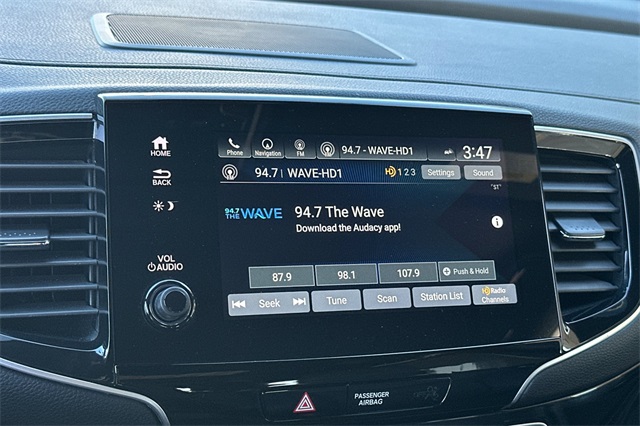 HOME
BACK
VOL
AUDIO
Phone Navigation FM 94.7 - WAVE-HD1 3:47
94.7 | WAVE-HD1 HD 1 2 3 Settings Sound
"ST"
94.7
THE WAVE
94.7 The Wave
Download the Audacy app!
i
87.9 98.1 107.9 + Push & Hold
Seek Tune Scan Station List HD Radio
Channels
PASSENGER
AIRBAG